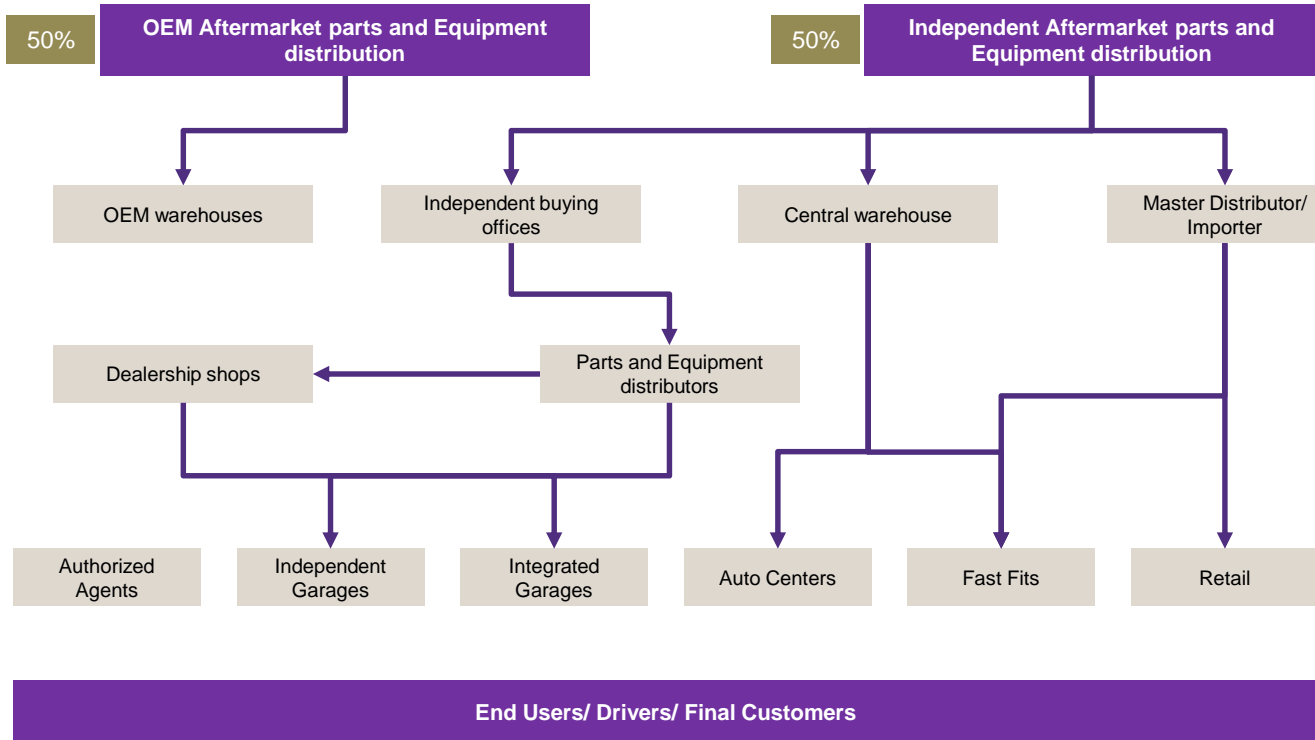 50%
OEM Aftermarket parts and Equipment
distribution
50%
Independent Aftermarket parts and
Equipment distribution
OEM warehouses
Independent buying
offices
Central warehouse
Master Distributor/
Importer
Dealership shops
Parts and Equipment
distributors
Authorized
Agents
Independent
Garages
Integrated
Garages
Auto Centers
Fast Fits
Retail
End Users/ Drivers/ Final Customers